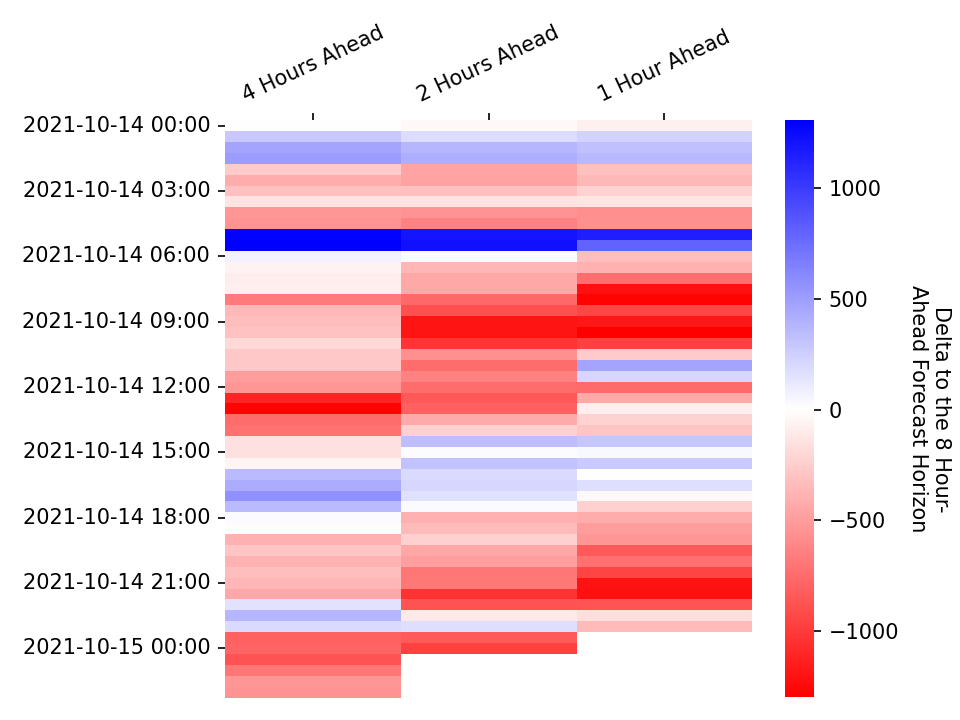 4 Hours Ahead
2 Hours Ahead
1 Hour Ahead
2021-10-14 00:00
2021-10-14 03:00
2021-10-14 06:00
2021-10-14 09:00
2021-10-14 12:00
2021-10-14 15:00
2021-10-14 18:00
2021-10-14 21:00
2021-10-15 00:00
1000
500
0
−500
−1000
Delta to the 8 Hour-
Ahead Forecast Horizon